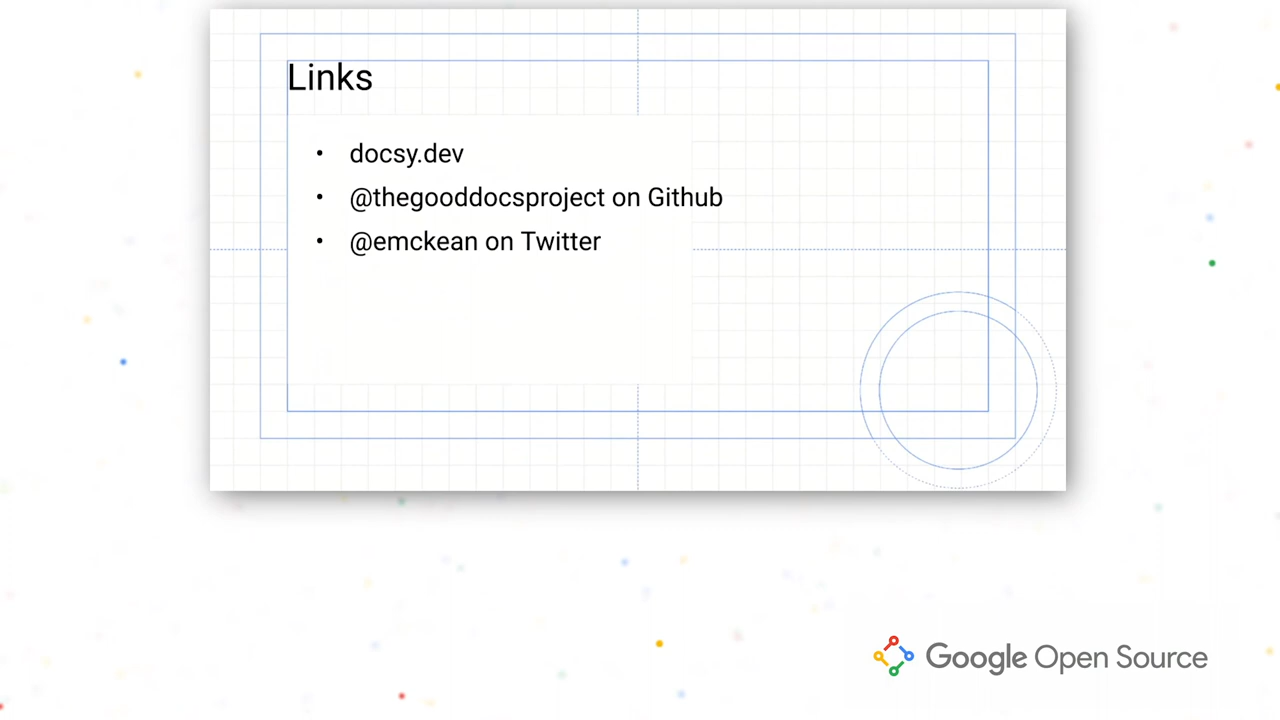 Links
• docsy.dev
• @thegooddocsproject on Github
• @emckean on Twitter
Google Open Source